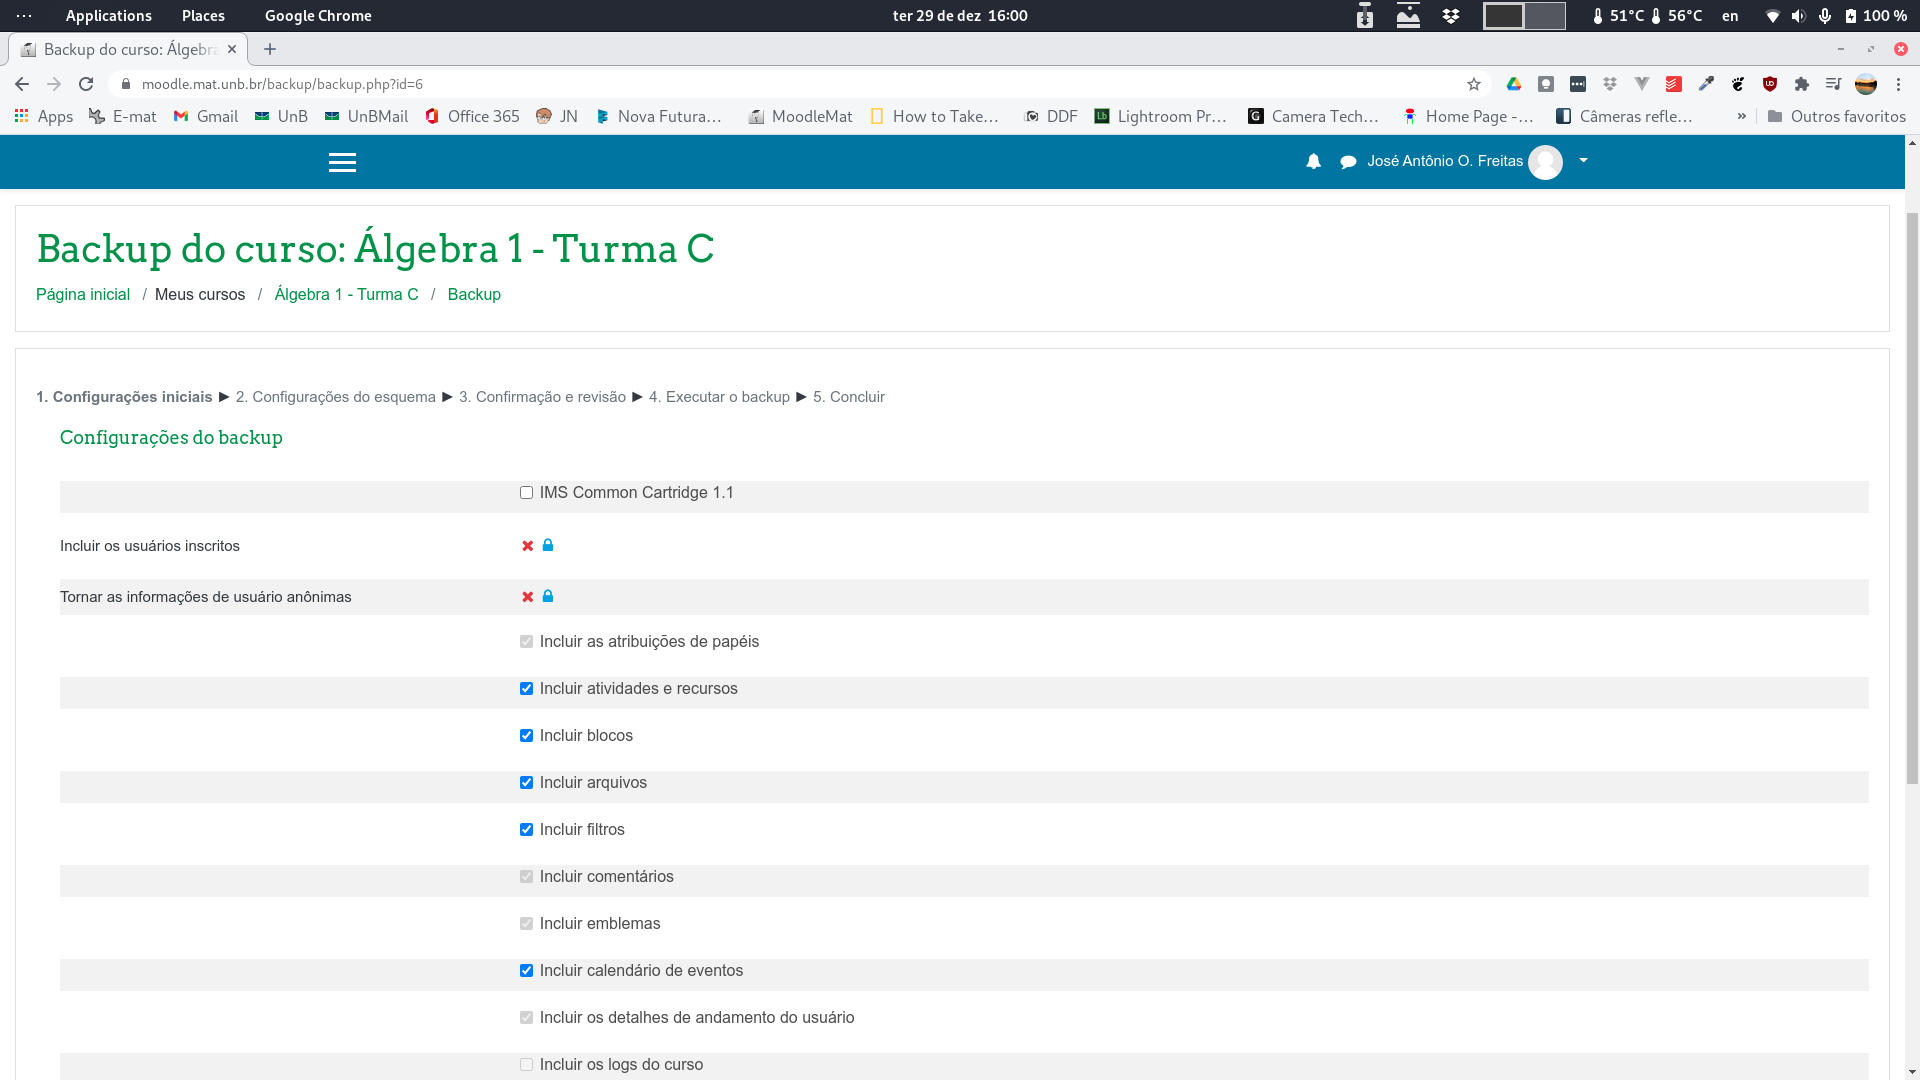 Applications Places Google Chrome ter 29 de dez 16:00 51°C 56°C en 100 %
Backup do curso: Álgebra
moodle.mat.unb.br/backup/backup.php?id=6
Apps E-mat Gmail UnB UnBMail Office 365 JN Nova Futura... MoodleMat How to Take... DDF Lightroom Pr... Camera Tech... Home Page -... Câmeras refle... » Outros favoritos
José Antônio O. Freitas
Backup do curso: Álgebra 1 - Turma C
Página inicial / Meus cursos / Álgebra 1 - Turma C / Backup
1. Configurações iniciais ► 2. Configurações do esquema ► 3. Confirmação e revisão ► 4. Executar o backup ► 5. Concluir
Configurações do backup
IMS Common Cartridge 1.1
Incluir os usuários inscritos
Tornar as informações de usuário anônimas
Incluir as atribuições de papéis
Incluir atividades e recursos
Incluir blocos
Incluir arquivos
Incluir filtros
Incluir comentários
Incluir emblemas
Incluir calendário de eventos
Incluir os detalhes de andamento do usuário
Incluir os logs do curso